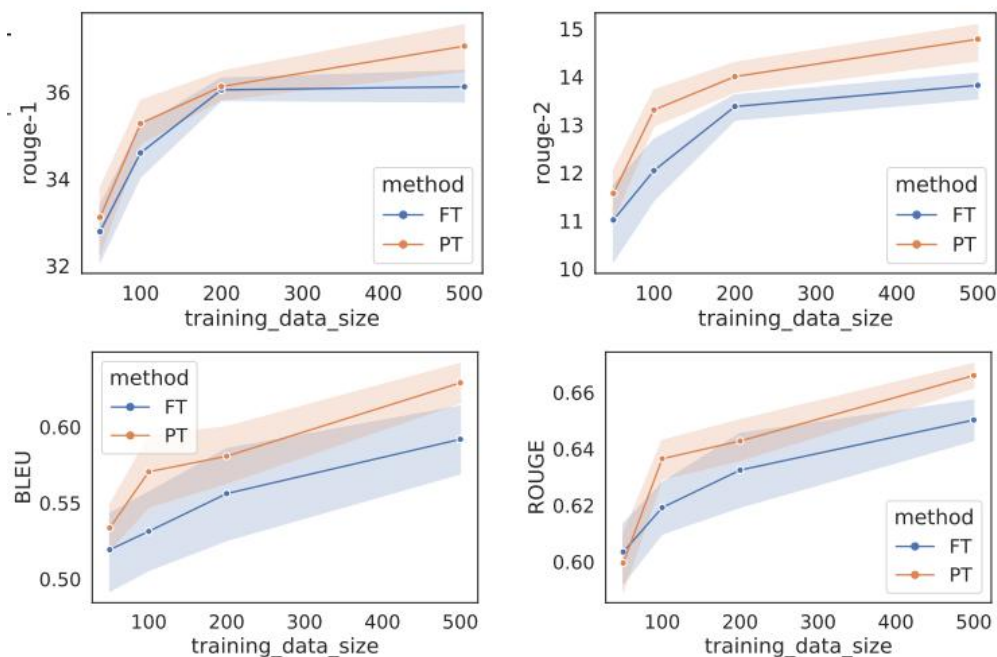 rouge-1
36
34
32
method
FT
PT
100 200 300 400 500
training_data_size
rouge-2
15
14
13
12
11
10
method
FT
PT
100 200 300 400 500
training_data_size
BLEU
0.60
0.55
0.50
method
FT
PT
100 200 300 400 500
training_data_size
ROUGE
0.66
0.64
0.62
0.60
method
FT
PT
100 200 300 400 500
training_data_size